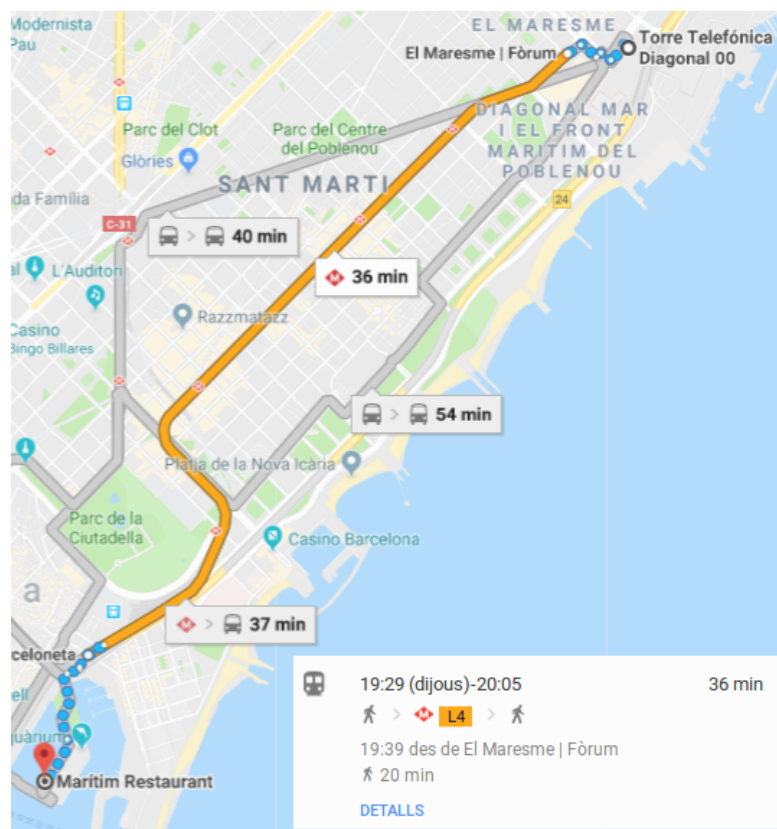 Modernista
Pau
EL MARESME
Torre Telefónica
Diagonal 00
El Maresme | Fòrum
Parc del Clot
Parc del Centre
del Poblenou
DIAGONAL MAR
I EL FRONT
MARÍTIM DEL
POBLENOU
Glòries
SANT MARTI
da Família
24
C-31
40 min
L'Auditori
36 min
Razzmatazz
Casino
Bingo Billares
54 min
Platja de la Nova Icària
Parc de la
Ciutadella
Casino Barcelona
a
37 min
rceloneta
ell
quàrium
Marítim Restaurant
19:29 (dijous)-20:05 36 min
L4
19:39 des de El Maresme | Fòrum
20 min
DETALLS